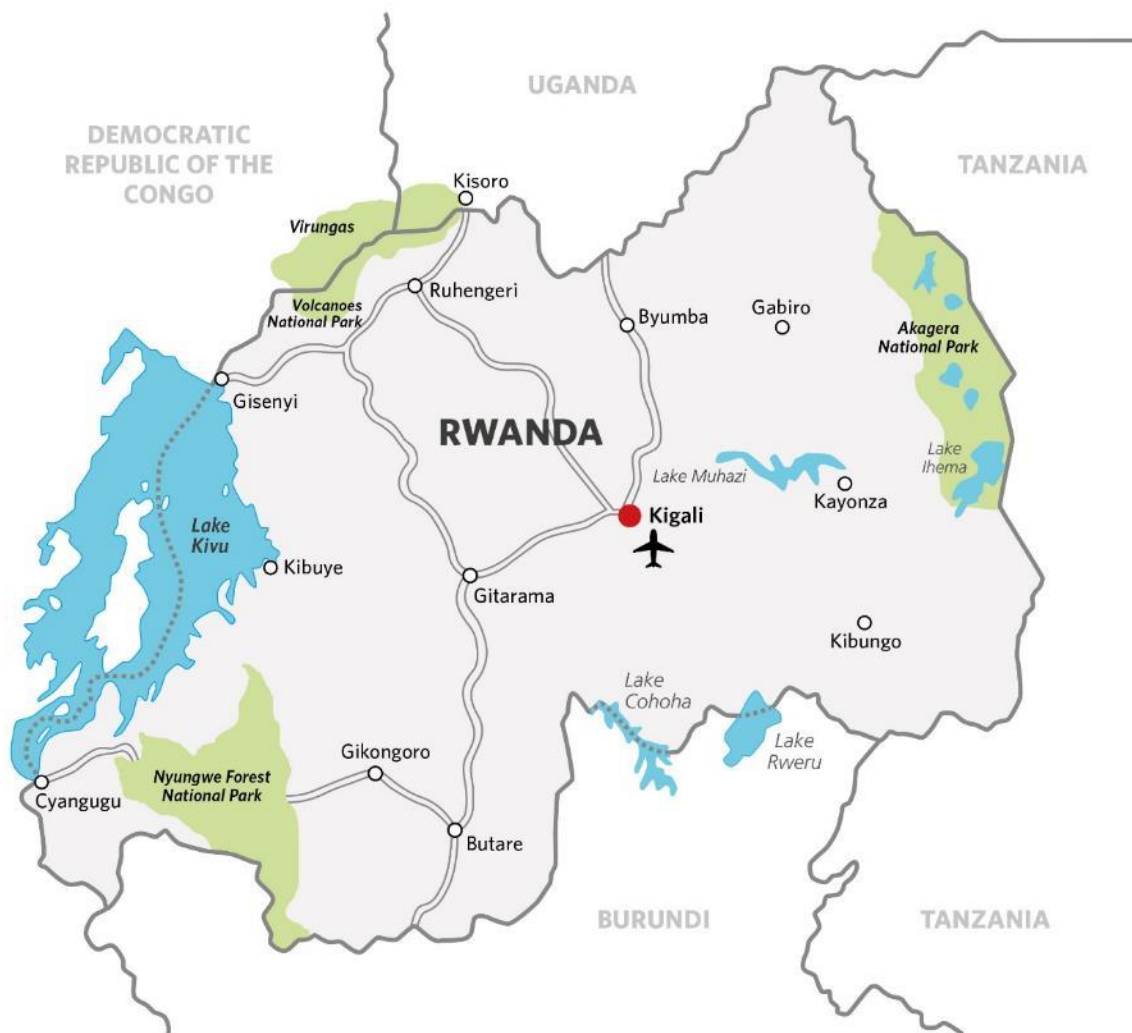 UGANDA
DEMOCRATIC
REPUBLIC OF THE
CONGO
TANZANIA
Kisoro
Virungas
Ruhengeri
Volcanoes
National Park
Byumba
Gabiro
Akagera
National Park
Gisenyi
RWANDA
Lake
Ihema
Lake Muhazi
Kayonza
Kigali
Lake
Kivu
Kibuye
Gitarama
Kibungo
Lake
Cohoha
Lake
Rweru
Gikongoro
Nyungwe Forest
National Park
Cyangugu
Butare
BURUNDI
TANZANIA